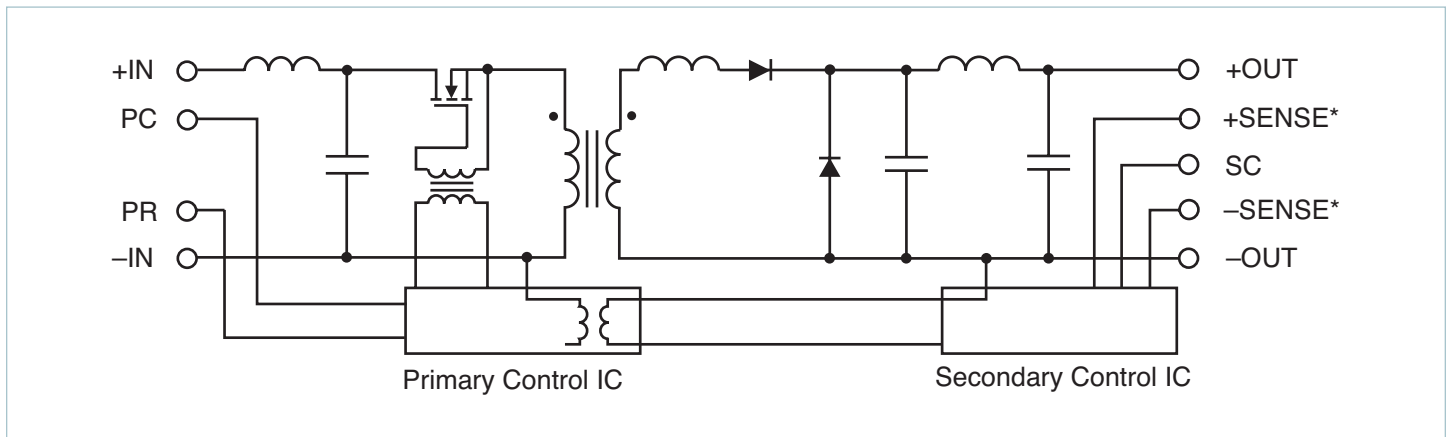 +IN
PC
PR
–IN
+OUT
+SENSE*
SC
–SENSE*
–OUT
Primary Control IC
Secondary Control IC